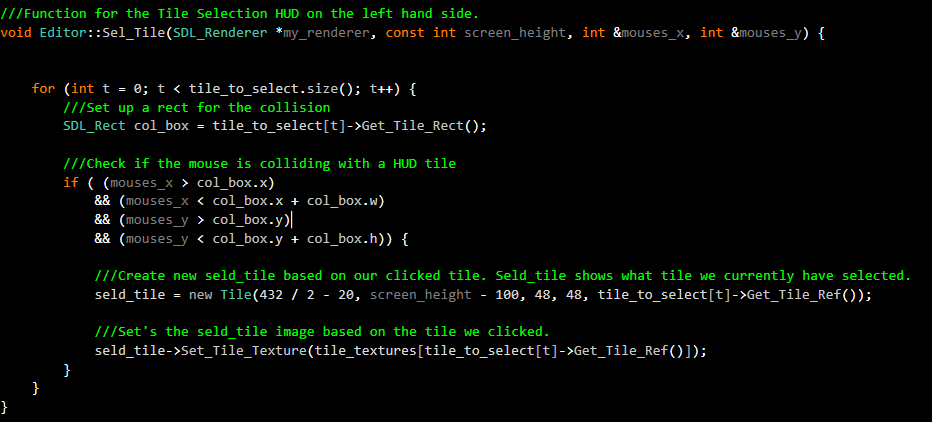 ///Function for the Tile Selection HUD on the left hand side.
void Editor::Sel_Tile(SDL_Renderer *my_renderer, const int screen_height, int &mouses_x, int &mouses_y) {
for (int t = 0; t < tile_to_select.size(); t++) {
///Set up a rect for the collision
SDL_Rect col_box = tile_to_select[t]->Get_Tile_Rect();
///Check if the mouse is colliding with a HUD tile
if ( (mouses_x > col_box.x)
&& (mouses_x < col_box.x + col_box.w)
&& (mouses_y > col_box.y)
&& (mouses_y < col_box.y + col_box.h)) {
///Create new seld_tile based on our clicked tile. Seld_tile shows what tile we currently have selected.
seld_tile = new Tile(432 / 2 - 20, screen_height - 100, 48, 48, tile_to_select[t]->Get_Tile_Ref());
///Set's the seld_tile image based on the tile we clicked.
seld_tile->Set_Tile_Texture(tile_textures[tile_to_select[t]->Get_Tile_Ref()]);
}
}
}